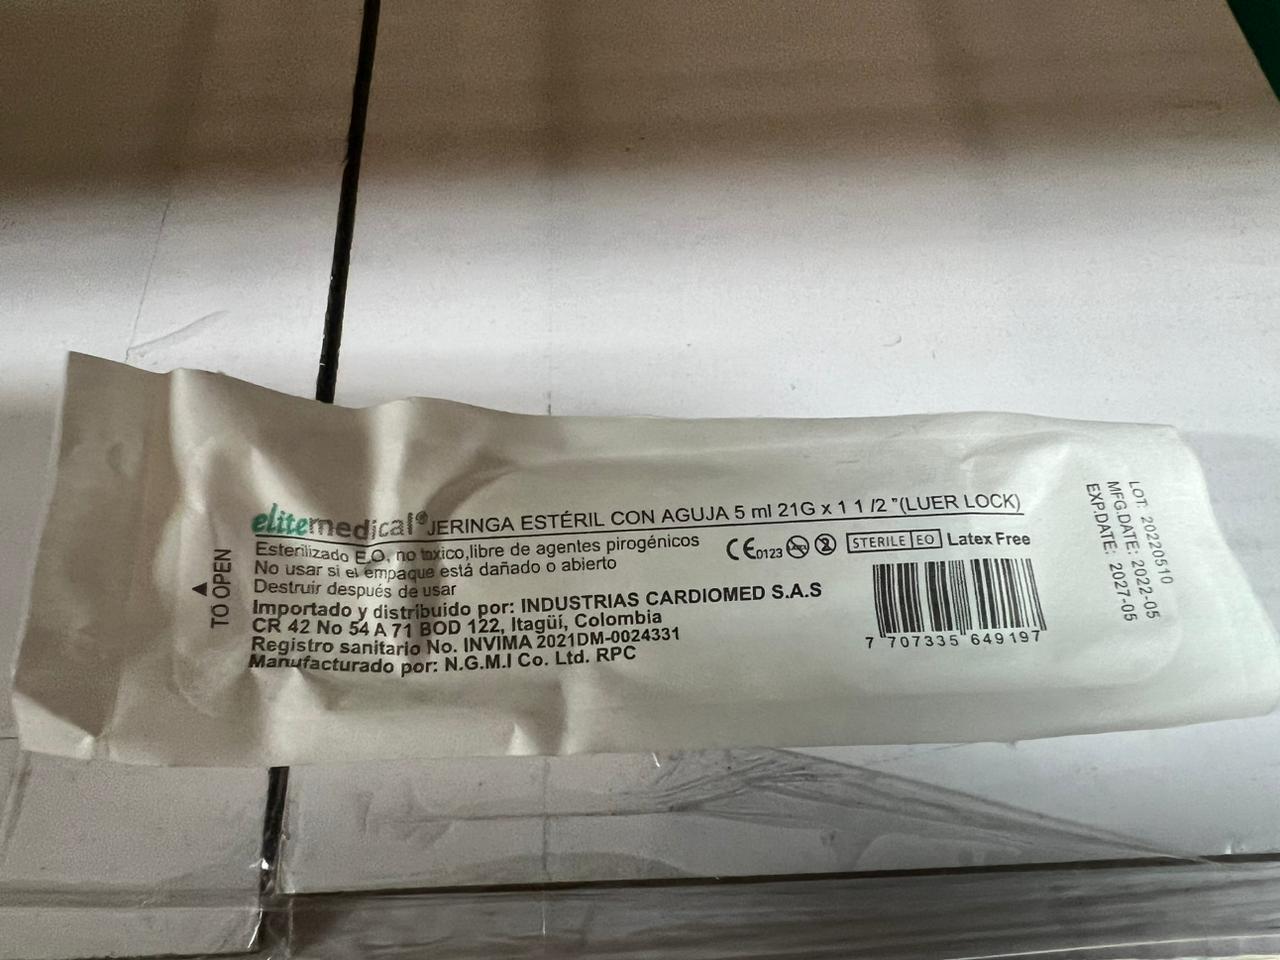 elitemedical® JERINGA ESTÉRIL CON AGUJA 5 ml 21G x 1 1 /2 "(LUER LOCK)
Esterilizado E.O, no toxico,libre de agentes pirogénicos
No usar si el empaque está dañado o abierto
Destruir después de usar
Importado y distribuido por: INDUSTRIAS CARDIOMED S.A.S
CR 42 No 54 A 71 BOD 122, Itagüí, Colombia
Registro sanitario No. INVIMA 2021DM-0024331
Manufacturado por: N.G.M.I Co. Ltd. RPC
▲ TO OPEN
CE0123 2 STERILE EO Latex Free
7 707335 649197
LOT: 20220510
MFG.DATE: 2022-05
EXP.DATE: 2027-05